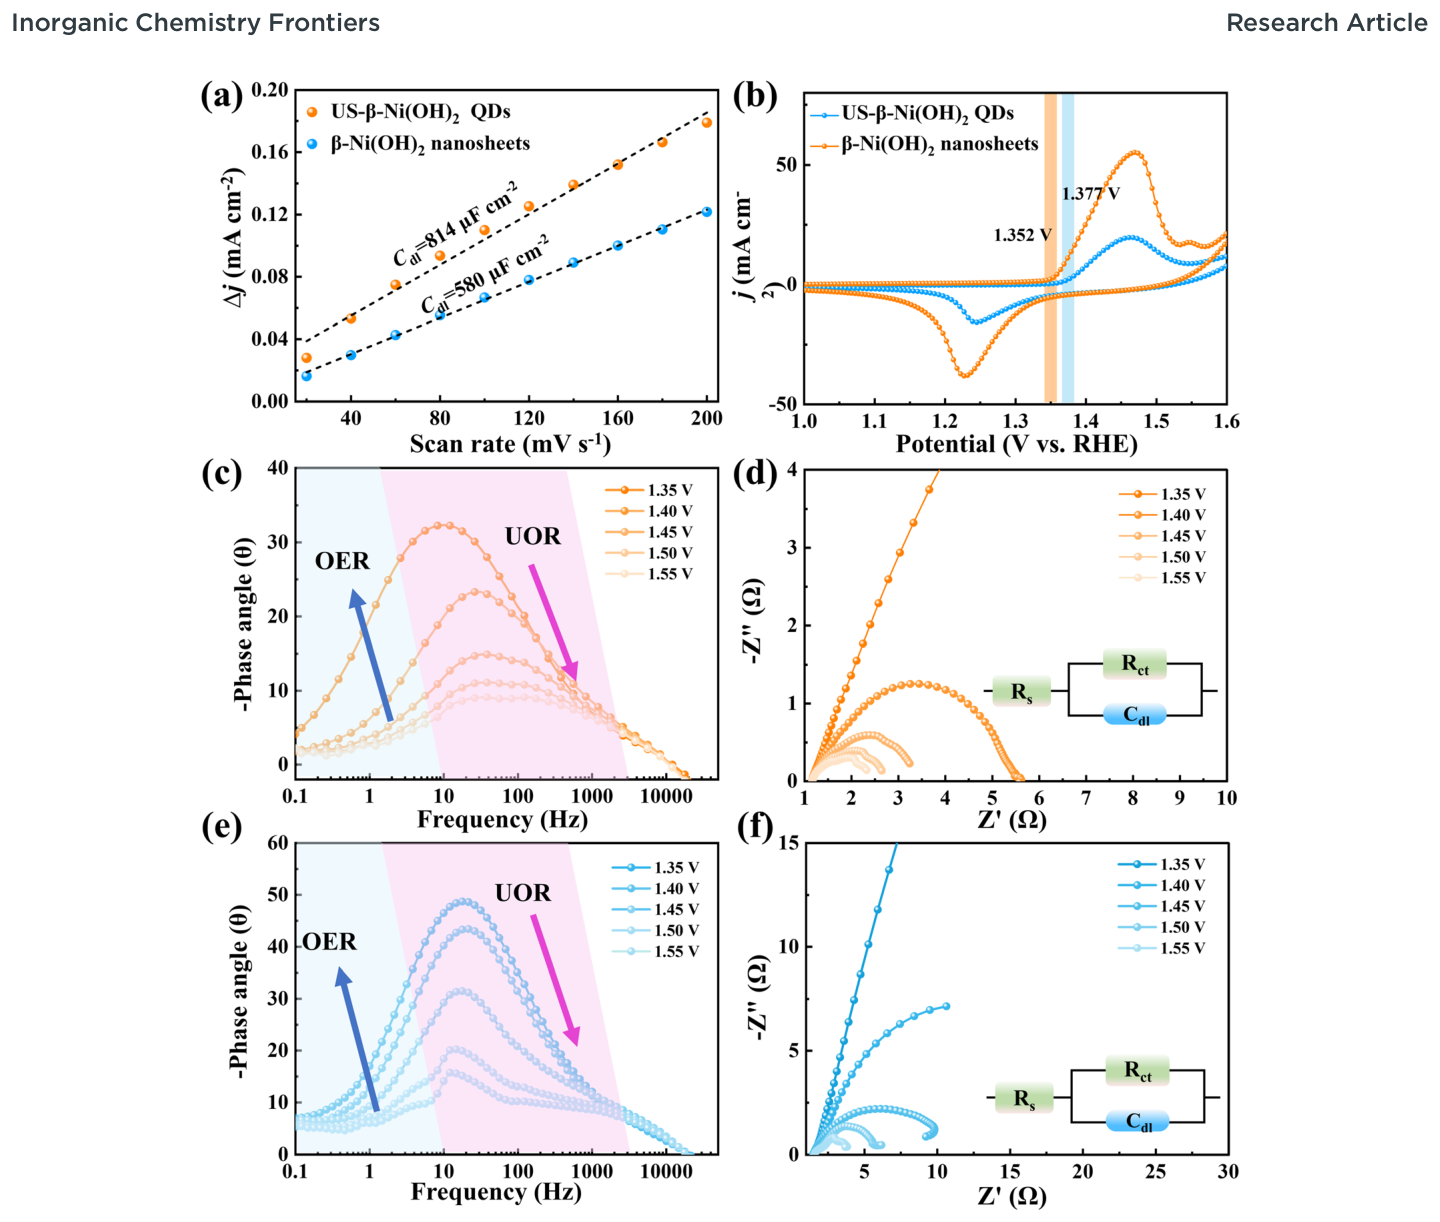 Inorganic Chemistry Frontiers
Research Article
(a)
0.20
0.16
0.12
0.08
0.04
0.00
Δj (mA cm-2)
US-β-Ni(OH)2 QDs
β-Ni(OH)2 nanosheets
Cdl=814 μF cm-2
Cdl=580 μF cm-2
40 80 120 160 200
Scan rate (mV s-1)
(b)
50
0
-50
j (mA cm-
2)
US-β-Ni(OH)2 QDs
β-Ni(OH)2 nanosheets
1.377 V
1.352 V
1.0 1.1 1.2 1.3 1.4 1.5 1.6
Potential (V vs. RHE)
(c)
40
30
20
10
0
-Phase angle (θ)
OER
UOR
1.35 V
1.40 V
1.45 V
1.50 V
1.55 V
0.1 1 10 100 1000 10000
Frequency (Hz)
(d)
4
3
2
1
0
-Z" (Ω)
1.35 V
1.40 V
1.45 V
1.50 V
1.55 V
Rs
Rct
Cdl
1 2 3 4 5 6 7 8 9 10
Z' (Ω)
(e)
60
50
40
30
20
10
0
-Phase angle (θ)
OER
UOR
1.35 V
1.40 V
1.45 V
1.50 V
1.55 V
0.1 1 10 100 1000 10000
Frequency (Hz)
(f)
15
10
5
0
-Z" (Ω)
1.35 V
1.40 V
1.45 V
1.50 V
1.55 V
Rs
Rct
Cdl
5 10 15 20 25 30
Z' (Ω)